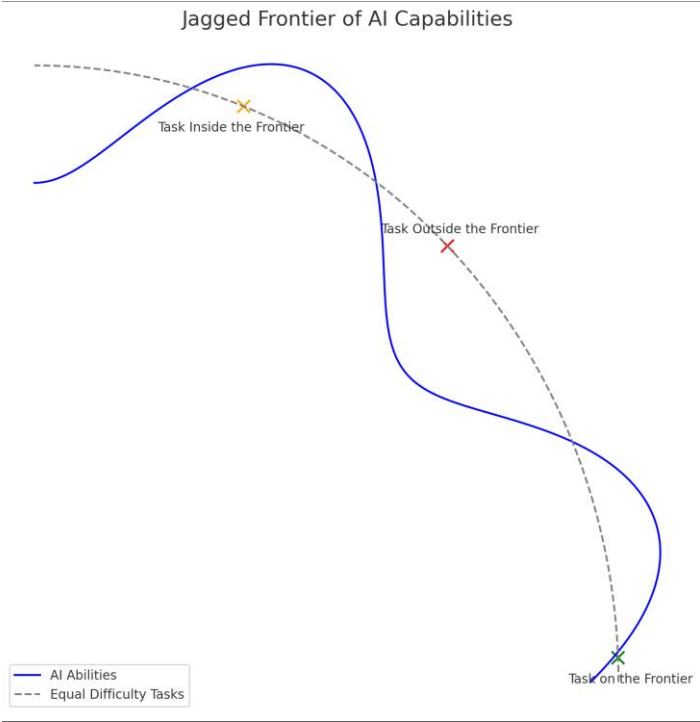 Jagged Frontier of AI Capabilities
Task Inside the Frontier
Task Outside the Frontier
Task on the Frontier
AI Abilities
Equal Difficulty Tasks